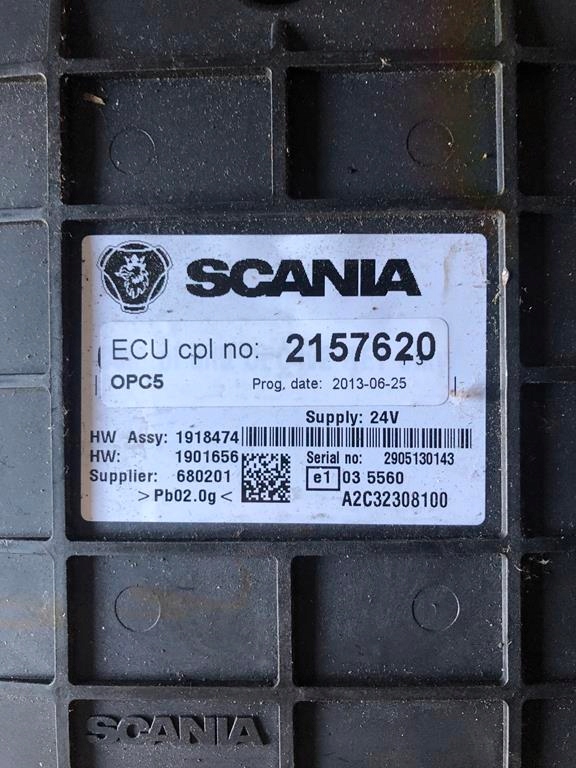 SCANIA
ECU cpl no: 2157620
OPC5 Prog. date: 2013-06-25
Supply: 24V
HW Assy: 1918474
HW: 1901656 Serial no: 2905130143
Supplier: 680201 e1 03 5560
>Pb02.0g< A2C32308100
SCANIA